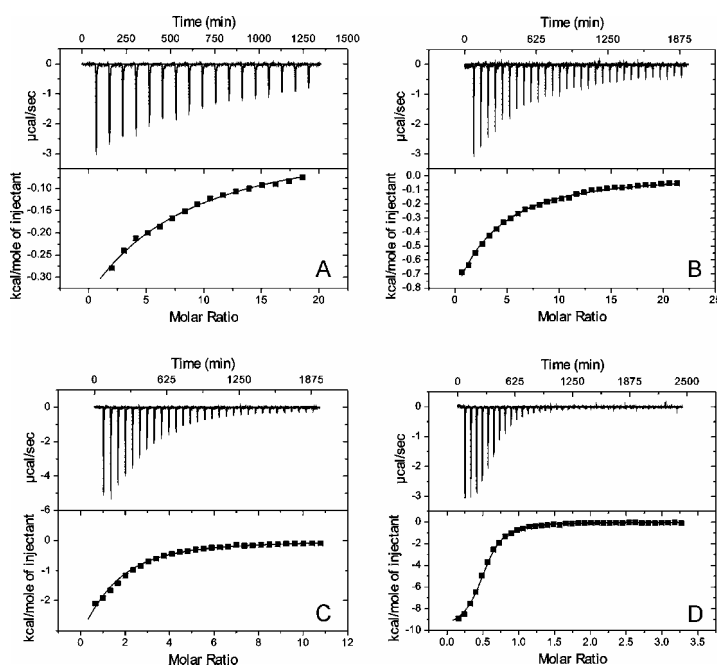 Time (min)
0 250 500 750 1000 1250 1500
0
-1
-2
-3
µcal/sec
-0.10
-0.15
-0.20
-0.25
-0.30
kcal/mole of injectant
A
0 5 10 15 20
Molar Ratio
Time (min)
0 625 1250 1875
0
-1
-2
-3
µcal/sec
0.0
-0.1
-0.2
-0.3
-0.4
-0.5
-0.6
-0.7
-0.8
kcal/mole of injectant
B
0 5 10 15 20 25
Molar Ratio
Time (min)
0 625 1250 1875
0
-2
-4
-6
µcal/sec
0
-1
-2
kcal/mole of injectant
C
0 2 4 6 8 10 12
Molar Ratio
Time (min)
0 625 1250 1875 2500
0
-1
-2
-3
µcal/sec
0
-2
-4
-6
-8
-10
kcal/mole of injectant
D
0.0 0.5 1.0 1.5 2.0 2.5 3.0 3.5
Molar Ratio